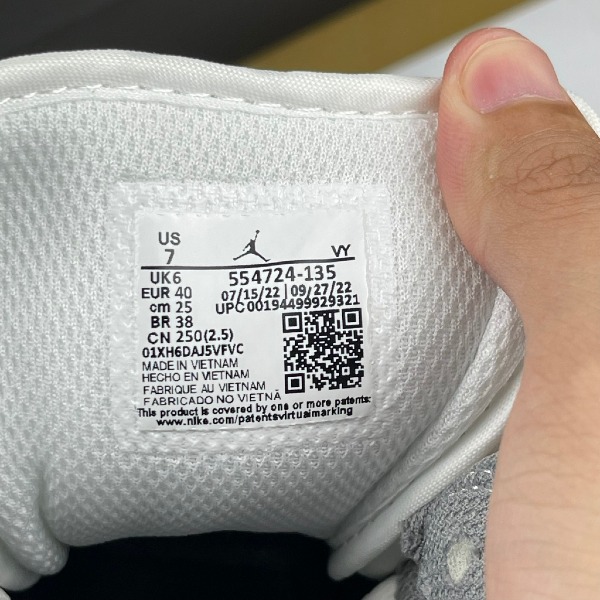 US
7
VY
UK 6
554724-135
EUR 40
07/15/22 | 09/27/22
cm 25
UPC 00194499929321
BR 38
CN 250(2.5)
01XH6DAJ5VFVC
MADE IN VIETNAM
HECHO EN VIETNAM
FABRIQUE AU VIETNAM
FABRICADO NO VIETNÃ
This product is covered by one or more patents:
www.nike.com/patentsvirtualmarking